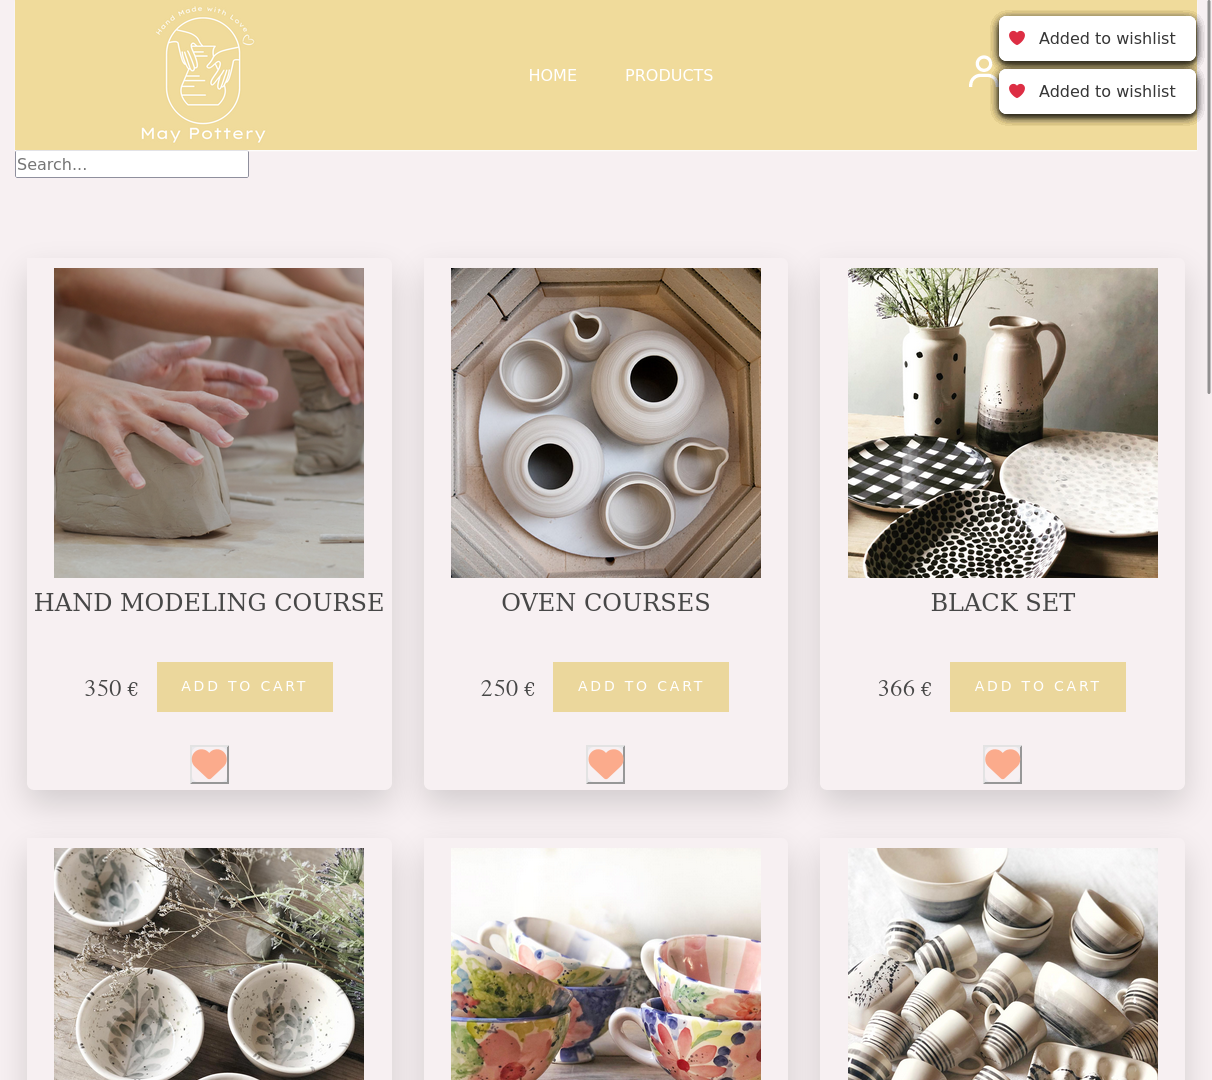 Hand Made with Love
May Pottery
HOME
PRODUCTS
Added to wishlist
Added to wishlist
Search...
HAND MODELING COURSE
350 €
ADD TO CART
OVEN COURSES
250 €
ADD TO CART
BLACK SET
366 €
ADD TO CART